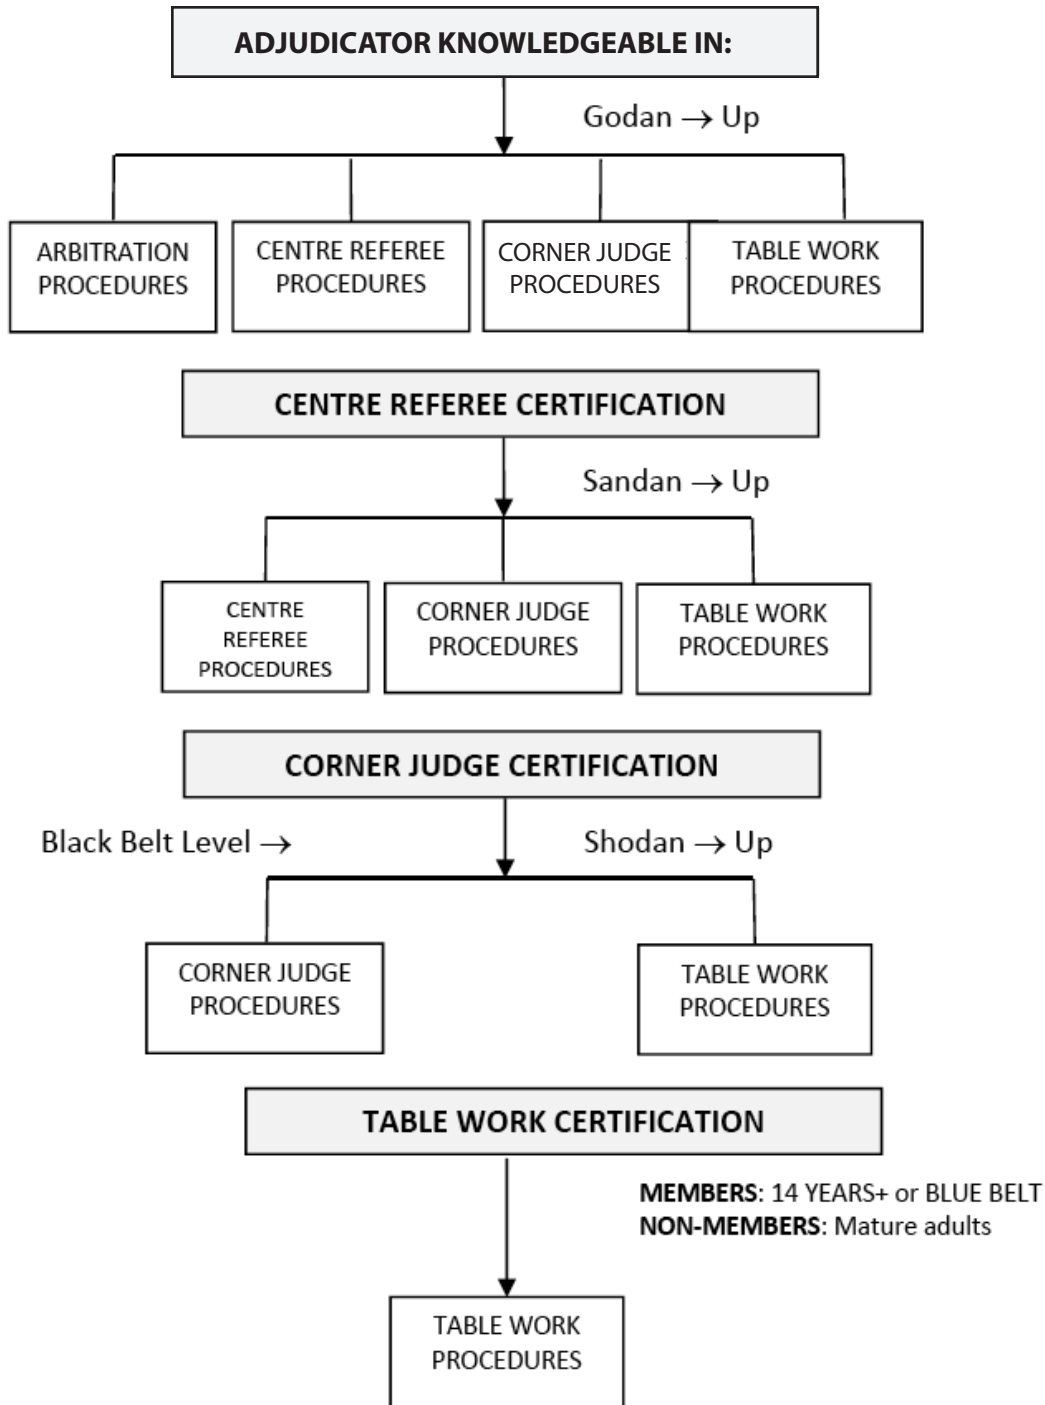 ADJUDICATOR KNOWLEDGEABLE IN:
Godan → Up
ARBITRATION
PROCEDURES
CENTRE REFEREE
PROCEDURES
CORNER JUDGE
PROCEDURES
TABLE WORK
PROCEDURES
CENTRE REFEREE CERTIFICATION
Sandan → Up
CENTRE
REFEREE
PROCEDURES
CORNER JUDGE
PROCEDURES
TABLE WORK
PROCEDURES
CORNER JUDGE CERTIFICATION
Black Belt Level →
Shodan → Up
CORNER JUDGE
PROCEDURES
TABLE WORK
PROCEDURES
TABLE WORK CERTIFICATION
MEMBERS: 14 YEARS+ or BLUE BELT
NON-MEMBERS: Mature adults
TABLE WORK
PROCEDURES